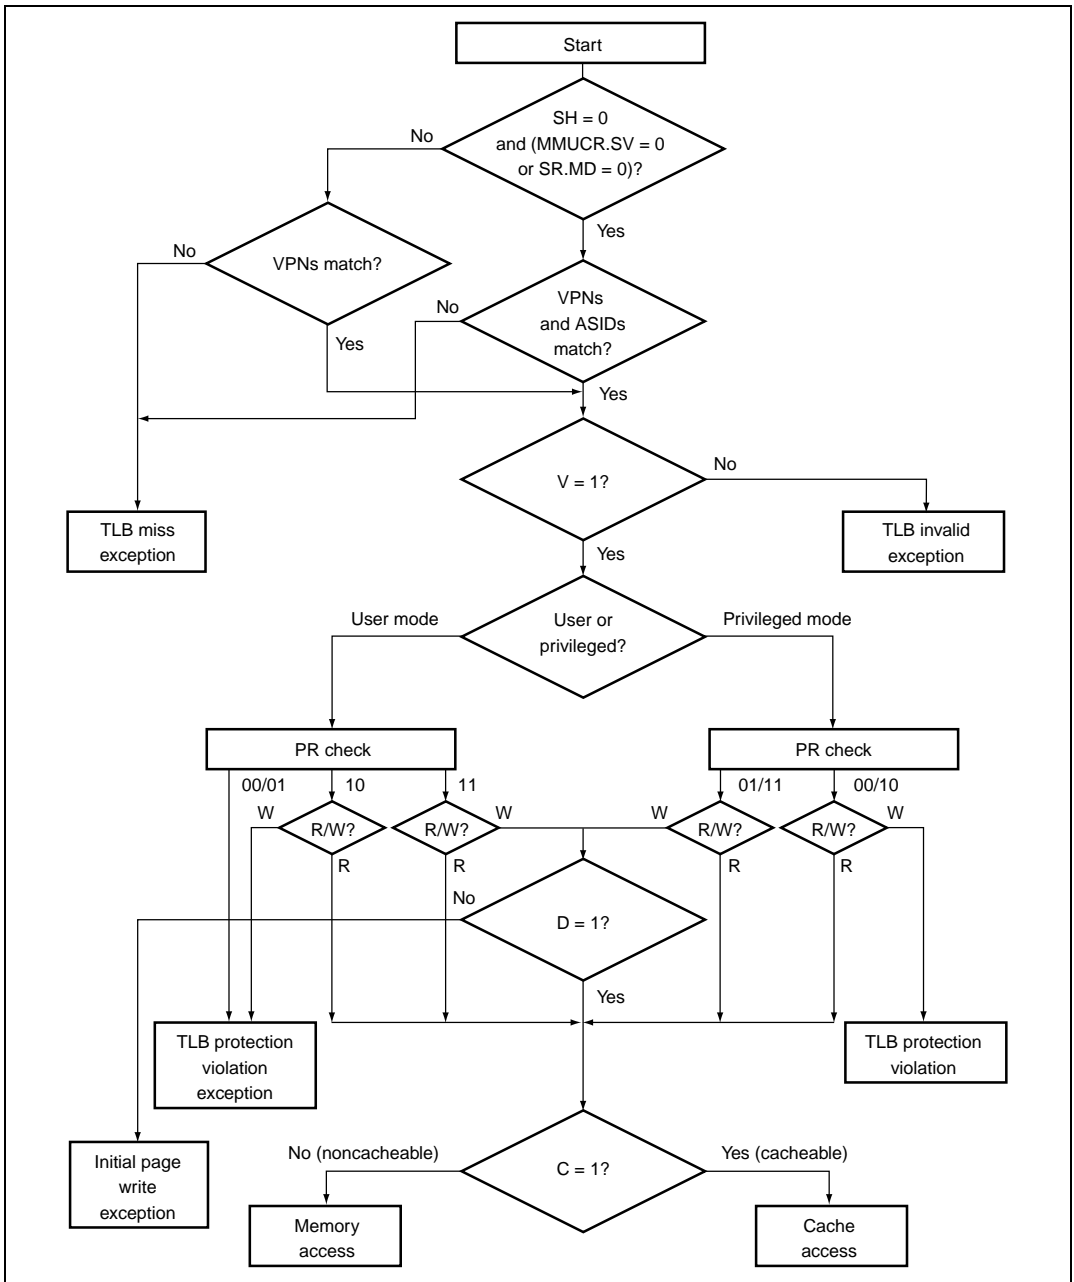 Start
SH = 0
and (MMUCR.SV = 0
or SR.MD = 0)?
No
Yes
No
VPNs match?
Yes
No
VPNs
and ASIDs
match?
Yes
V = 1?
No
Yes
TLB miss
exception
TLB invalid
exception
User mode
User or
privileged?
Privileged mode
PR check
PR check
00/01
10
11
01/11
00/10
W
R/W?
R/W?
W
W
R/W?
R/W?
W
R
R
R
R
No
D = 1?
Yes
TLB protection
violation
exception
TLB protection
violation
Initial page
write
exception
No (noncacheable)
C = 1?
Yes (cacheable)
Memory
access
Cache
access